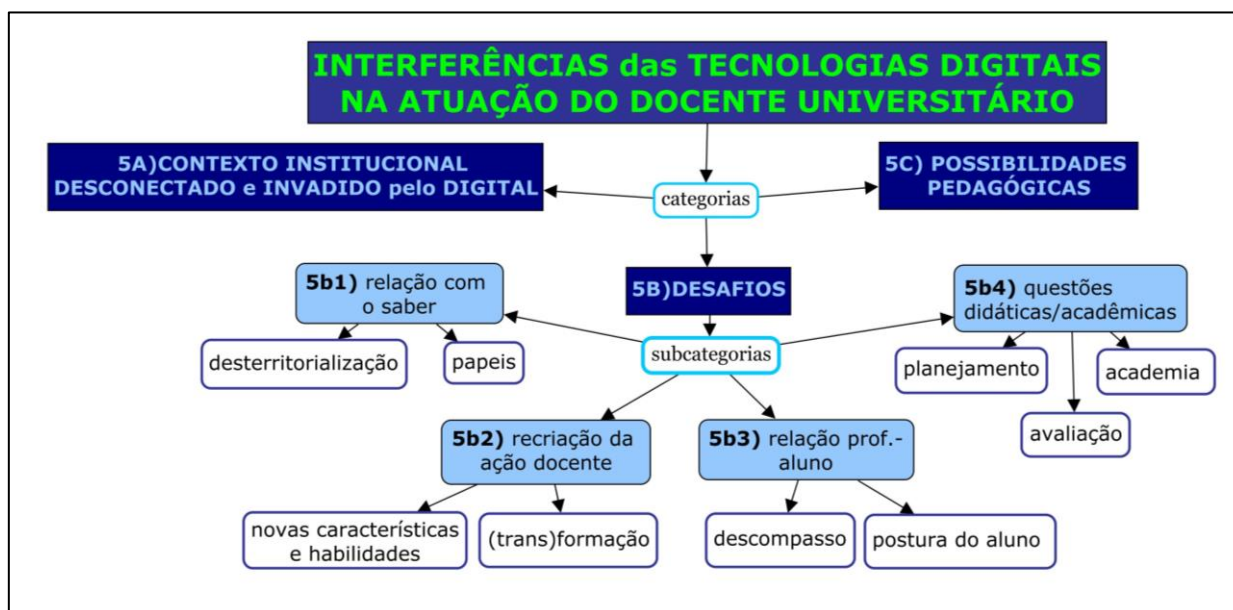 INTERFERÊNCIAS das TECNOLOGIAS DIGITAIS
NA ATUAÇÃO DO DOCENTE UNIVERSITÁRIO
5A)CONTEXTO INSTITUCIONAL
DESCONECTADO e INVADIDO pelo DIGITAL
categorias
5C) POSSIBILIDADES
PEDAGÓGICAS
5b1) relação com
o saber
5B)DESAFIOS
5b4) questões
didáticas/acadêmicas
desterritorialização
papeis
subcategorias
planejamento
academia
avaliação
5b2) recriação da
ação docente
5b3) relação prof.-
aluno
novas características
e habilidades
(trans)formação
descompasso
postura do aluno